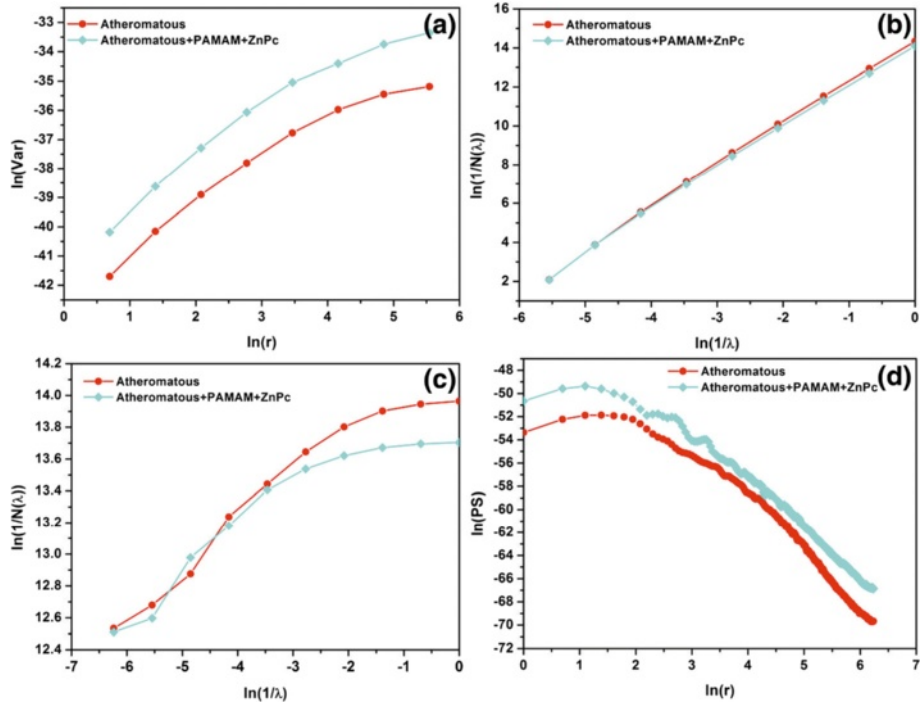 (a)
Atheromatous
Atheromatous+PAMAM+ZnPc
ln(Var)
-33
-34
-35
-36
-37
-38
-39
-40
-41
-42
0 1 2 3 4 5 6
ln(r)
(b)
Atheromatous
Atheromatous+PAMAM+ZnPc
ln(1/N(λ))
16
14
12
10
8
6
4
2
-6 -5 -4 -3 -2 -1 0
ln(1/λ)
(c)
Atheromatous
Atheromatous+PAMAM+ZnPc
ln(1/N(λ))
14.2
14.0
13.8
13.6
13.4
13.2
13.0
12.8
12.6
12.4
-7 -6 -5 -4 -3 -2 -1 0
ln(1/λ)
(d)
Atheromatous
Atheromatous+PAMAM+ZnPc
ln(PS)
-48
-50
-52
-54
-56
-58
-60
-62
-64
-66
-68
-70
-72
0 1 2 3 4 5 6 7
ln(r)